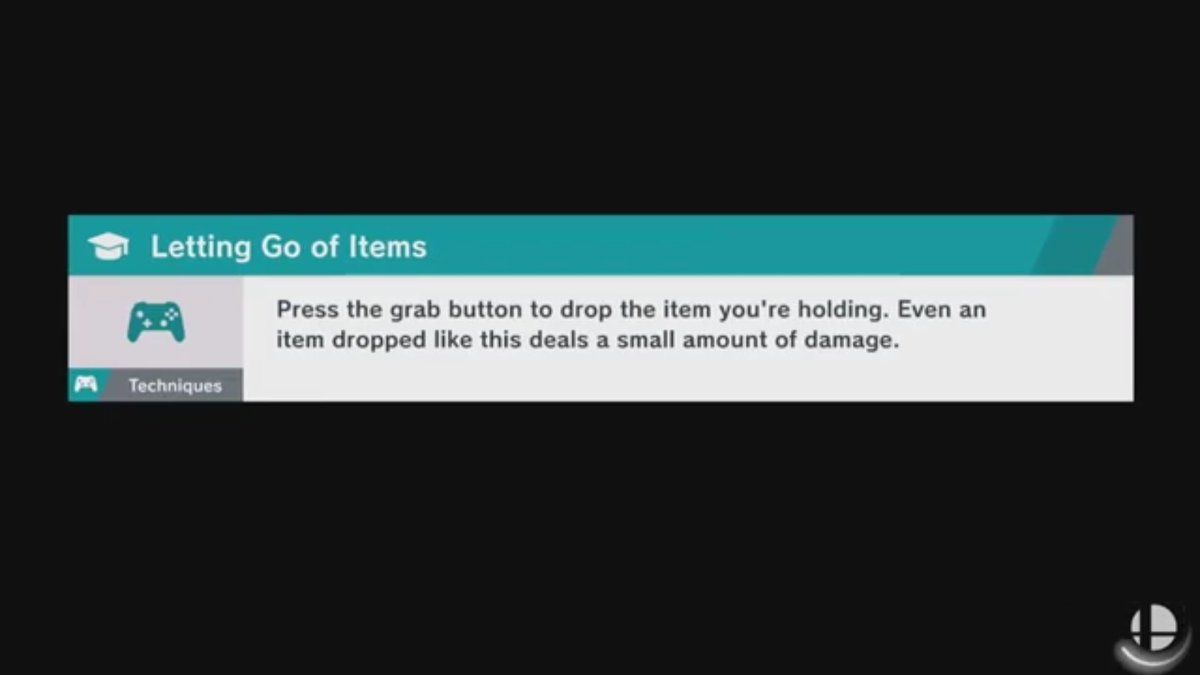 Letting Go of Items
Press the grab button to drop the item you're holding. Even an
item dropped like this deals a small amount of damage.
Techniques